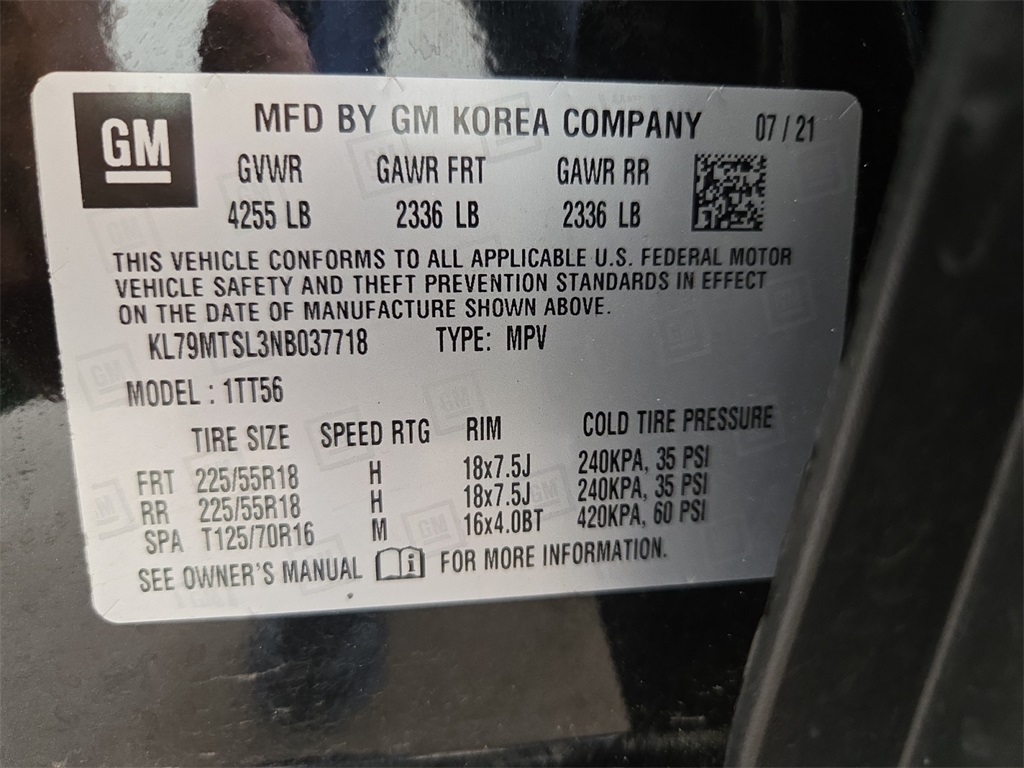 GM
MFD BY GM KOREA COMPANY 07/21
GVWR GAWR FRT GAWR RR
4255 LB 2336 LB 2336 LB
THIS VEHICLE CONFORMS TO ALL APPLICABLE U.S. FEDERAL MOTOR
VEHICLE SAFETY AND THEFT PREVENTION STANDARDS IN EFFECT
ON THE DATE OF MANUFACTURE SHOWN ABOVE.
KL79MTSL3NB037718 TYPE: MPV
MODEL : 1TT56
TIRE SIZE SPEED RTG RIM COLD TIRE PRESSURE
FRT 225/55R18 H 18x7.5J 240KPA, 35 PSI
RR 225/55R18 H 18x7.5J 240KPA, 35 PSI
SPA T125/70R16 M 16x4.0BT 420KPA, 60 PSI
SEE OWNER'S MANUAL i FOR MORE INFORMATION.